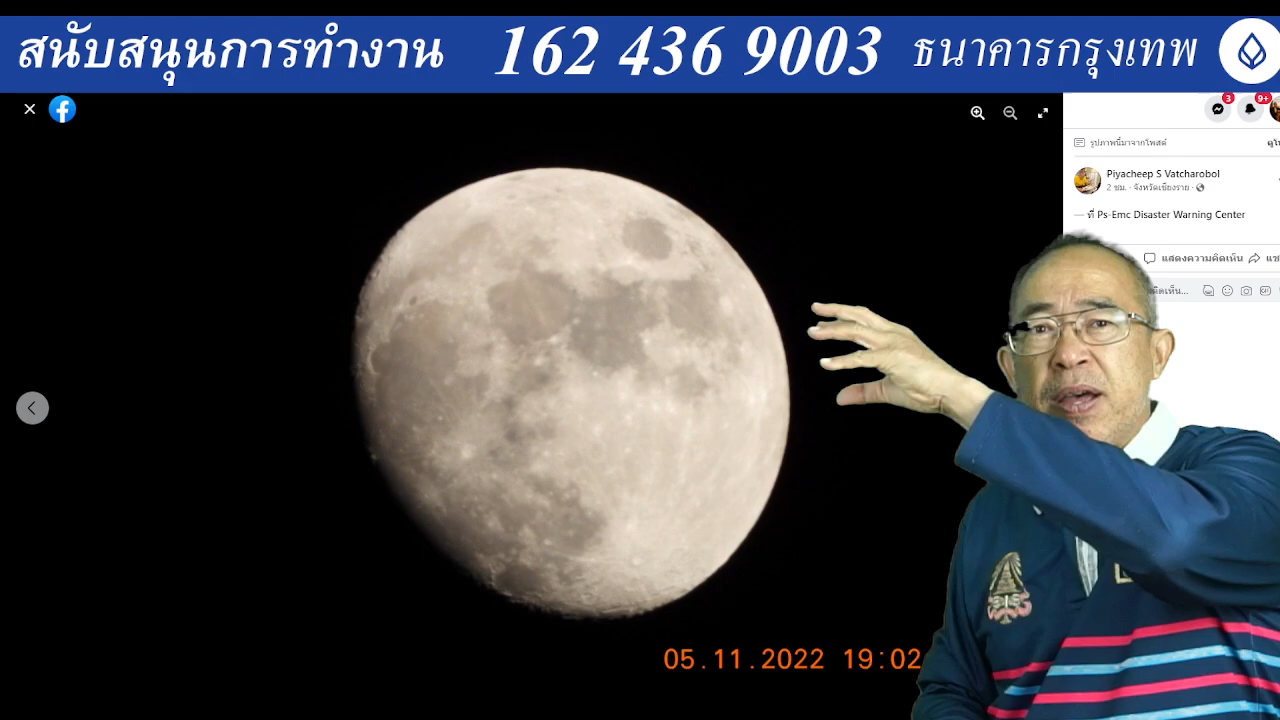 สนับสนุนการทำงาน 162 436 9003 ธนาคารกรุงเทพ
3 9+
รูปภาพนี้มาจากโพสต์
Piyacheep S Vatcharobol
2 ชม. · จังหวัดเชียงราย ·
— ที่ Ps-Emc Disaster Warning Center
แสดงความคิดเห็น
05.11.2022 19:02